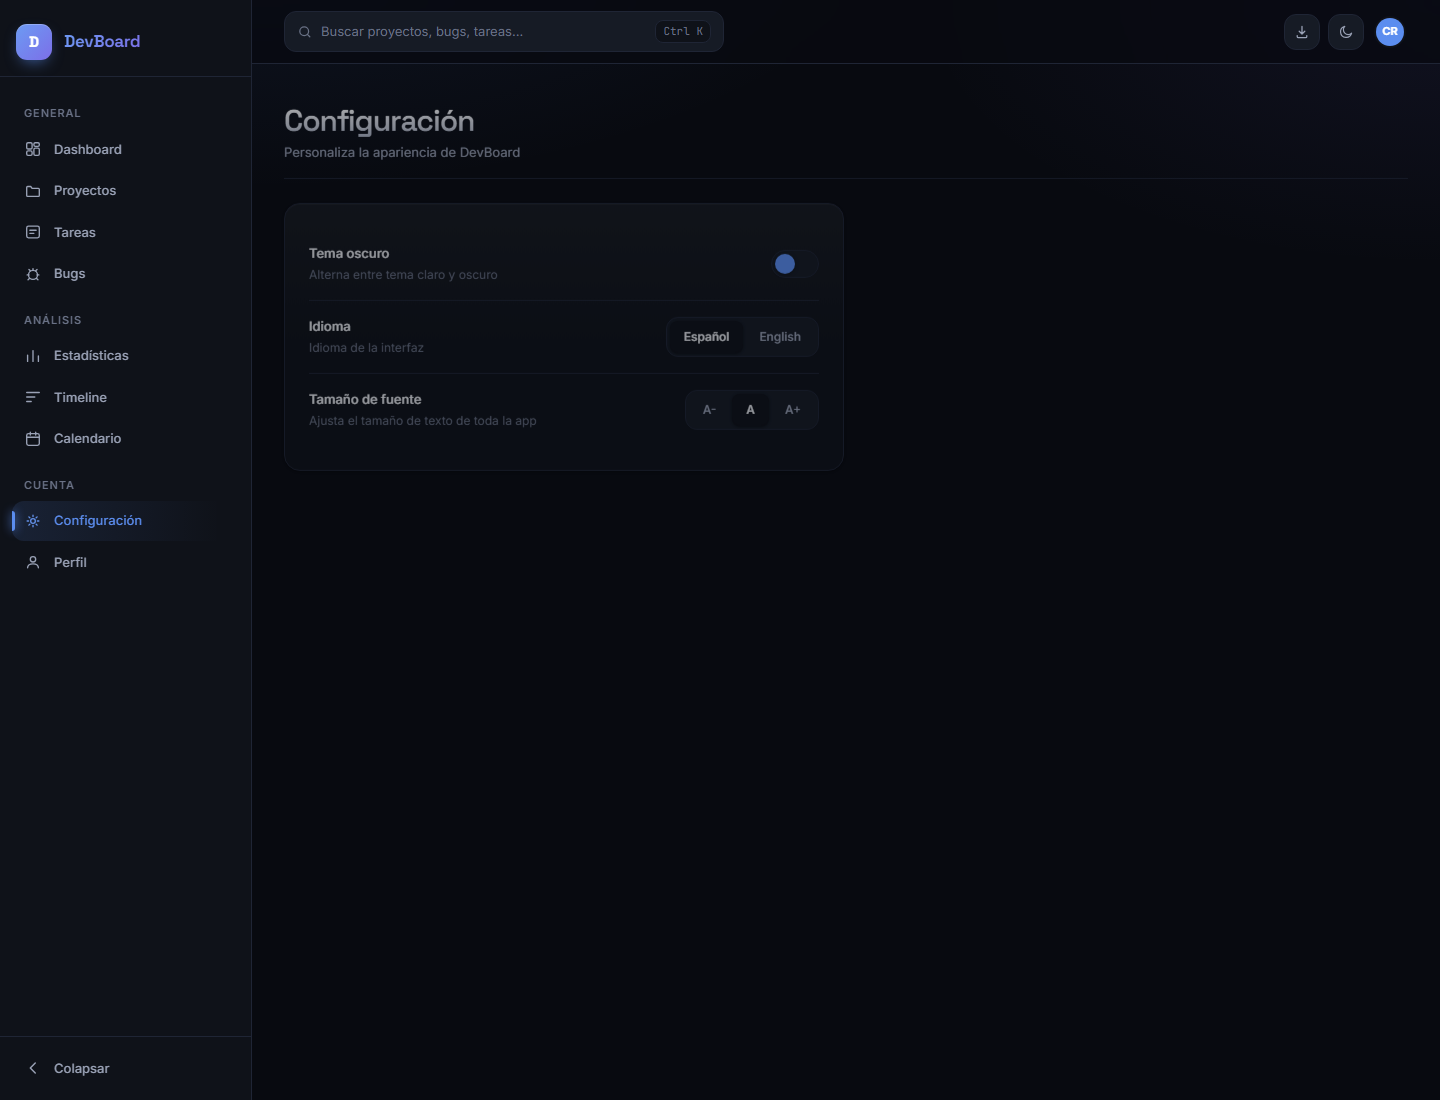 D DevBoard
Buscar proyectos, bugs, tareas... Ctrl K
CR
GENERAL
Dashboard
Proyectos
Tareas
Bugs
ANÁLISIS
Estadísticas
Timeline
Calendario
CUENTA
Configuración
Perfil
Colapsar
Configuración
Personaliza la apariencia de DevBoard
Tema oscuro
Alterna entre tema claro y oscuro
Idioma
Idioma de la interfaz
Español English
Tamaño de fuente
Ajusta el tamaño de texto de toda la app
A- A A+